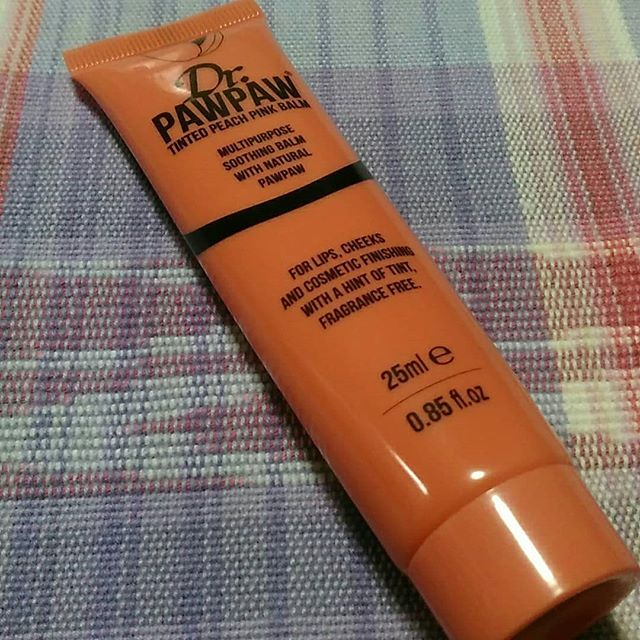 Dr.
PAWPAW®
TINTED PEACH PINK BALM
MULTIPURPOSE
SOOTHING BALM
WITH NATURAL
PAWPAW
FOR LIPS, CHEEKS
AND COSMETIC FINISHING
WITH A HINT OF TINT,
FRAGRANCE FREE.
25ml ℮
0.85 fl.oz